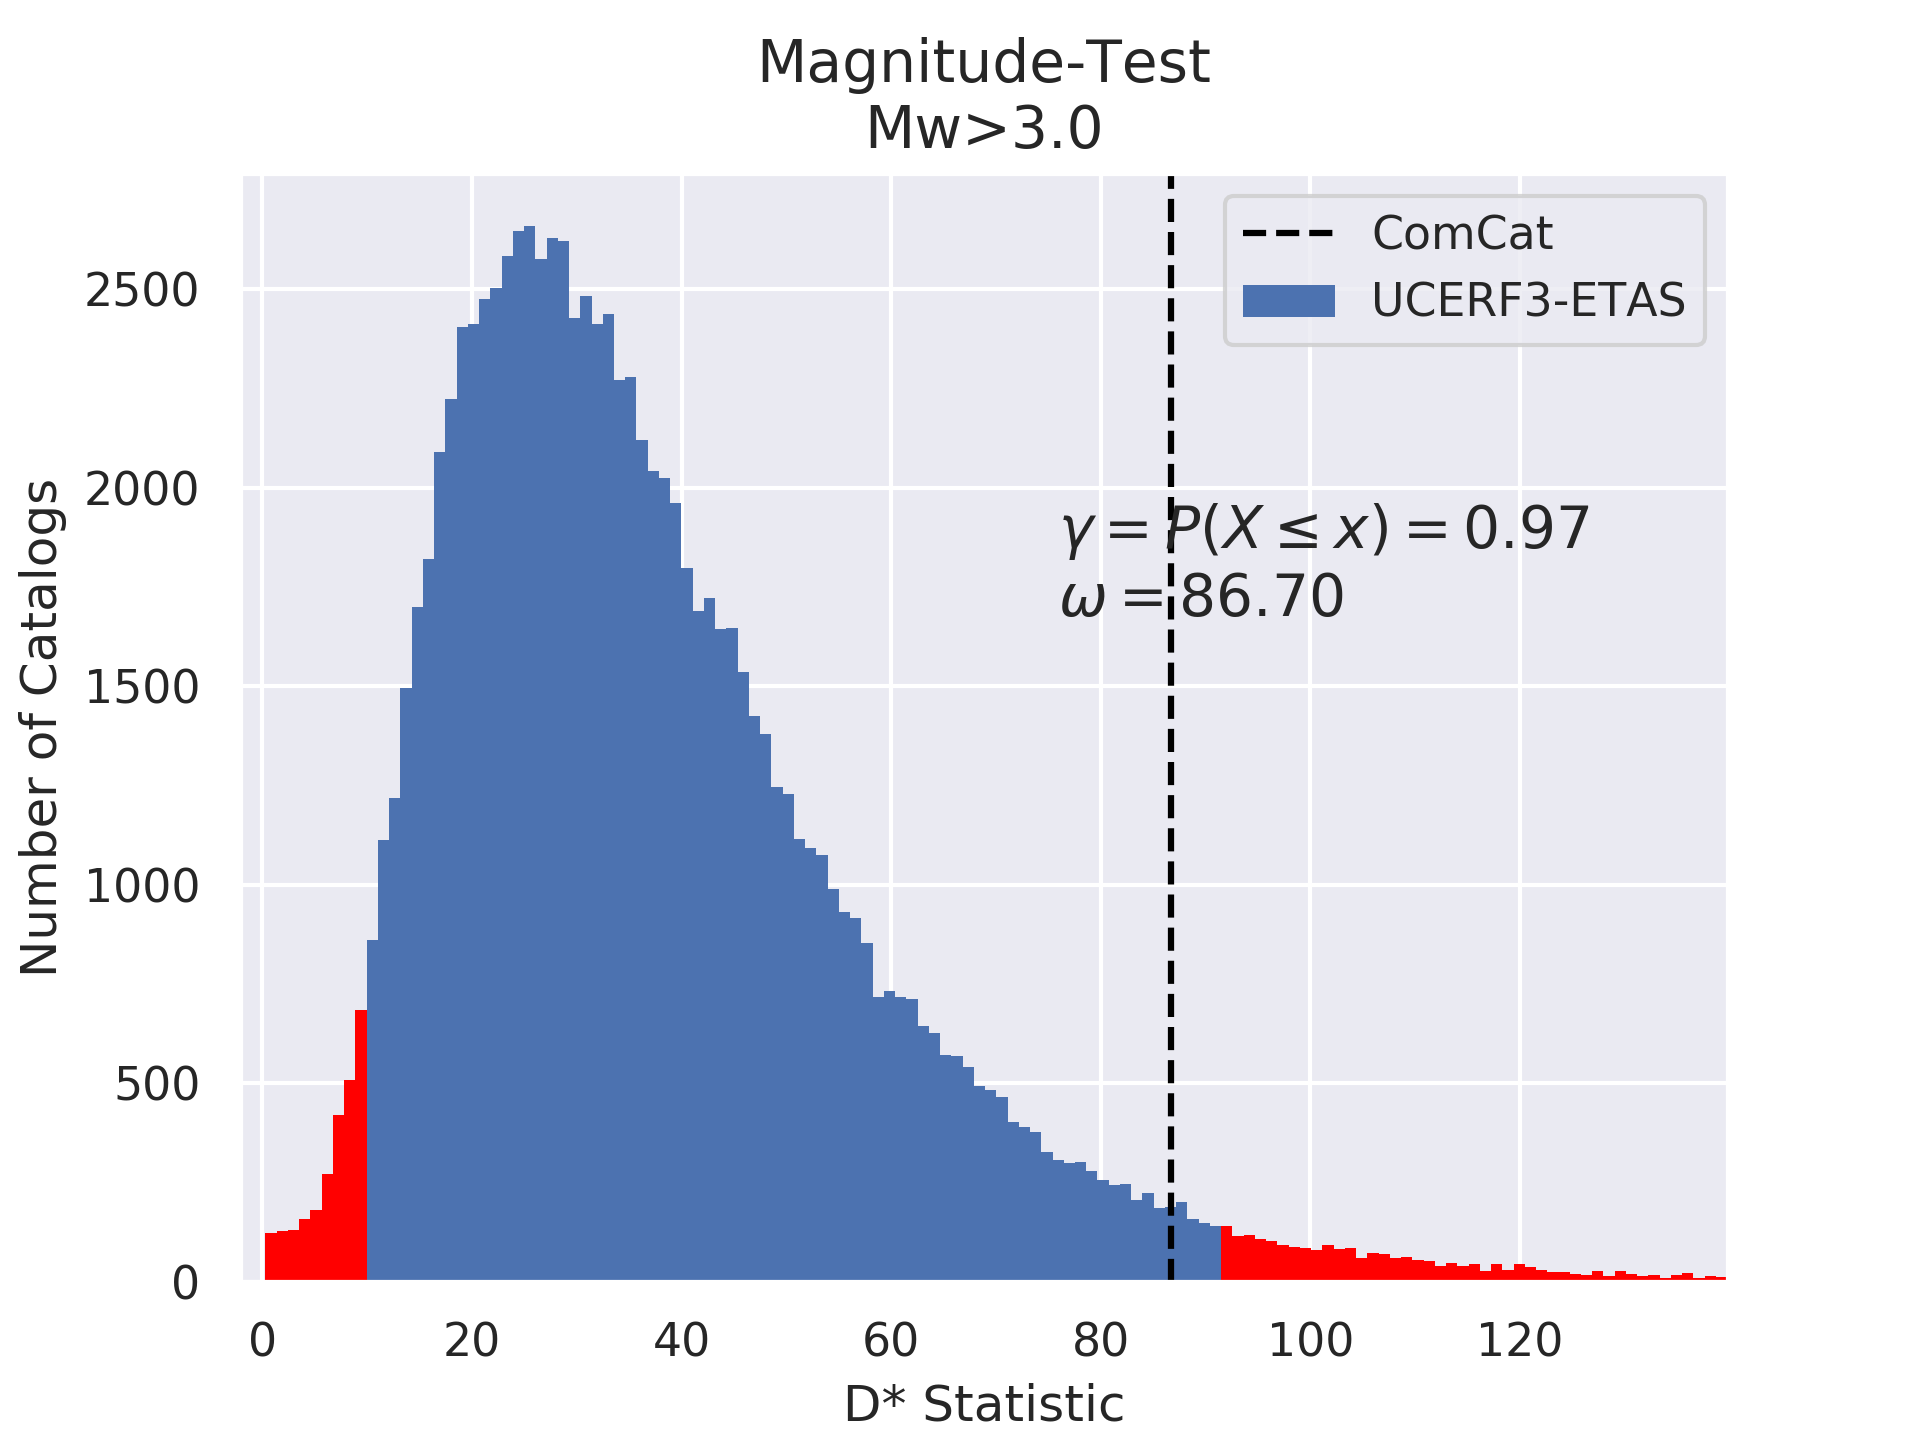 Magnitude-Test
Mw>3.0
ComCat
UCERF3-ETAS
γ = P(X ≤ x) = 0.97
ω = 86.70
Number of Catalogs
2500
2000
1500
1000
500
0
0 20 40 60 80 100 120
D* Statistic